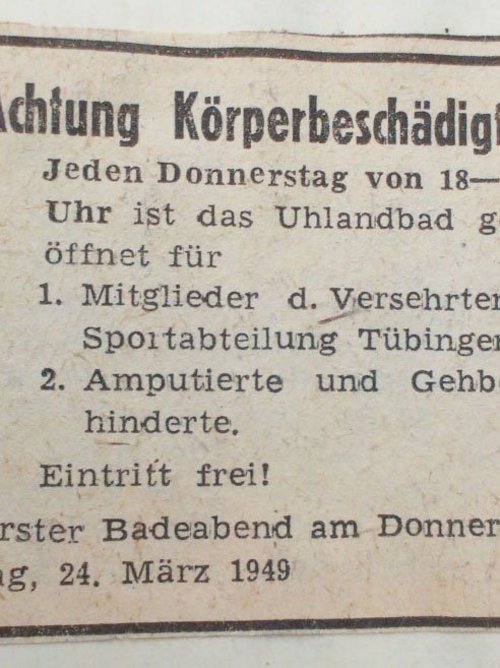 Achtung Körperbeschädigt
Jeden Donnerstag von 18—
Uhr ist das Uhlandbad g
öffnet für
1. Mitglieder d. Versehrten
Sportabteilung Tübingen
2. Amputierte und Gehb
hinderte.
Eintritt frei!
rster Badeabend am Donner
ag, 24. März 1949